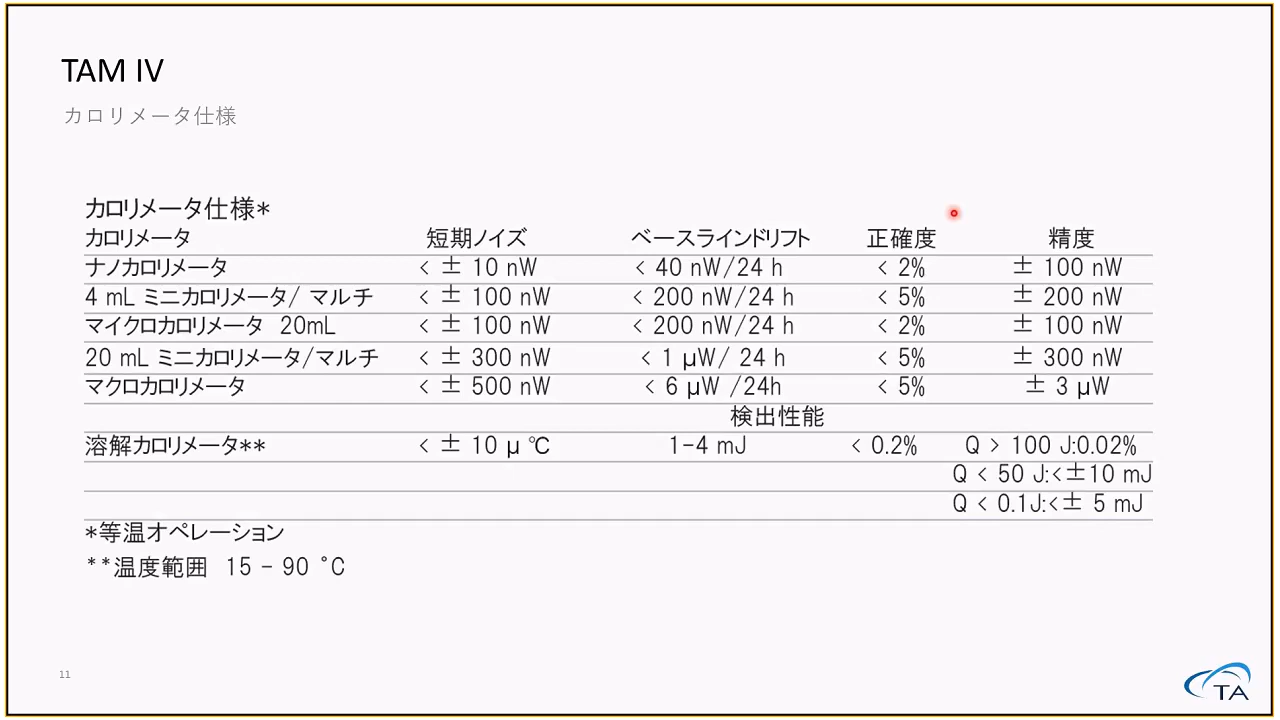 TAM IV
カロリメータ仕様
カロリメータ仕様*
カロリメータ 短期ノイズ ベースラインドリフト 正確度 精度
ナノカロリメータ < ± 10 nW < 40 nW/24 h < 2% ± 100 nW
4 mL ミニカロリメータ/ マルチ < ± 100 nW < 200 nW/24 h < 5% ± 200 nW
マイクロカロリメータ 20mL < ± 100 nW < 200 nW/24 h < 2% ± 100 nW
20 mL ミニカロリメータ/マルチ < ± 300 nW < 1 μW/ 24 h < 5% ± 300 nW
マクロカロリメータ < ± 500 nW < 6 μW /24h < 5% ± 3 μW
検出性能
溶解カロリメータ** < ± 10 μ ℃ 1-4 mJ < 0.2% Q > 100 J:0.02%
Q < 50 J:<±10 mJ
Q < 0.1J:<± 5 mJ
*等温オペレーション
**温度範囲 15 - 90 °C
11
TA